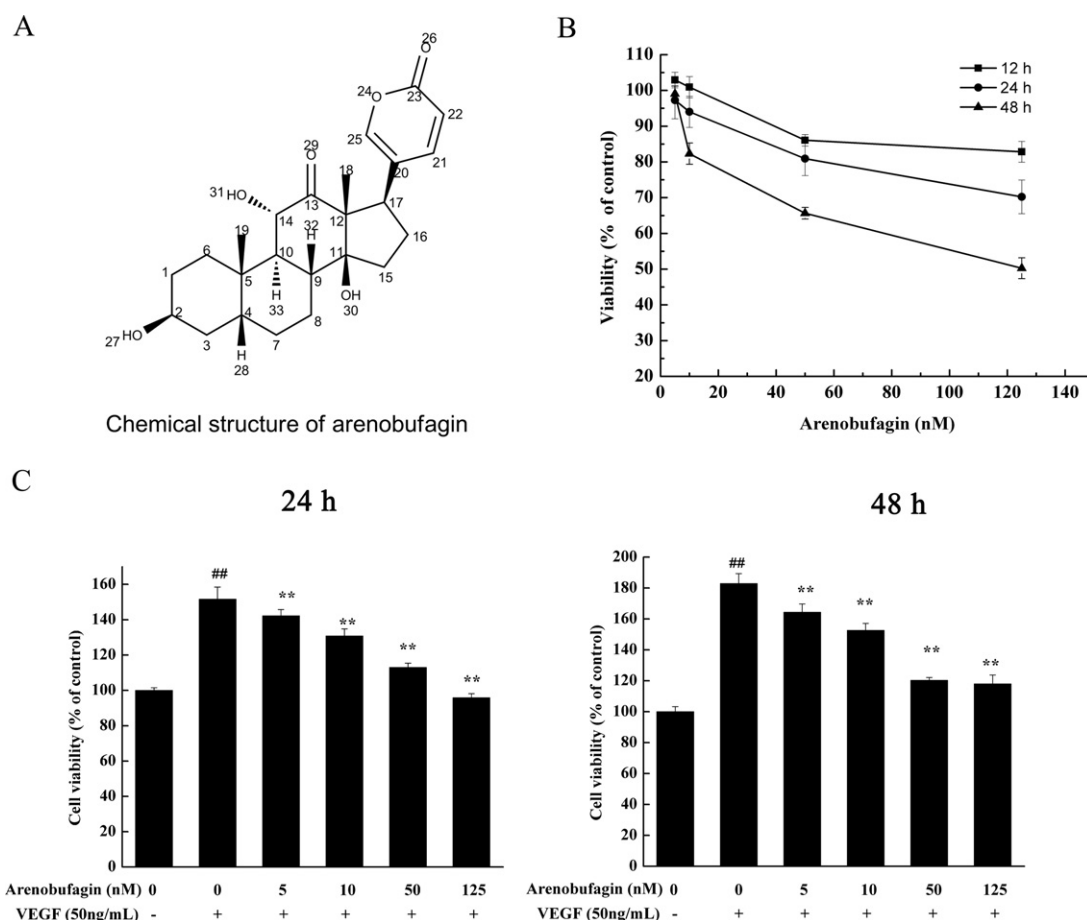 A
26
O
24
O
23
22
25
21
20
29
O
18
31
HO
13
17
14
12
32
H
16
19
11
10
15
6
9
1
5
OH
30
H
33
8
2
4
HO
27
3
7
H
28
Chemical structure of arenobufagin
B
110
100
90
80
70
60
50
40
30
20
0 20 40 60 80 100 120 140
Viability (% of control)
Arenobufagin (nM)
12 h
24 h
48 h
C
24 h
160
140
120
100
80
60
40
20
0
Cell viability (% of control)
##
**
**
**
**
Arenobufagin (nM) 0 0 5 10 50 125
VEGF (50ng/mL) - + + + + +
48 h
200
180
160
140
120
100
80
60
40
20
0
Cell viability (% of control)
##
**
**
**
**
Arenobufagin (nM) 0 0 5 10 50 125
VEGF (50ng/mL) - + + + + +